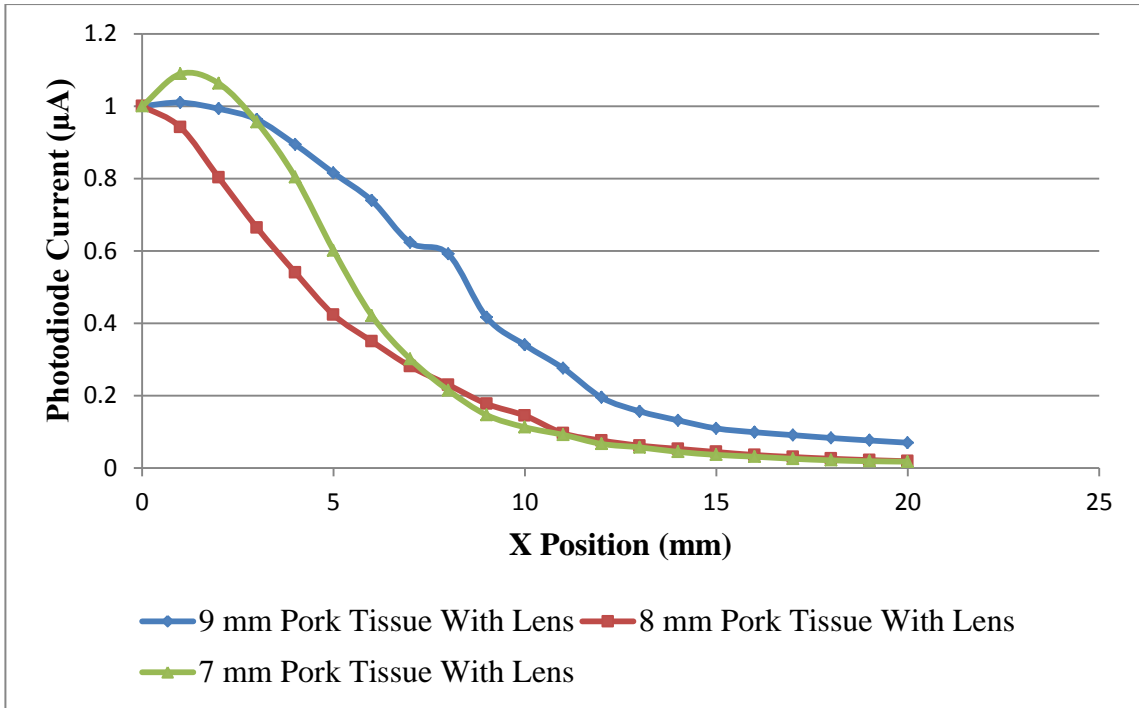 1.2
1
0.8
0.6
0.4
0.2
0
Photodiode Current (µA)
0 5 10 15 20 25
X Position (mm)
9 mm Pork Tissue With Lens 8 mm Pork Tissue With Lens
7 mm Pork Tissue With Lens